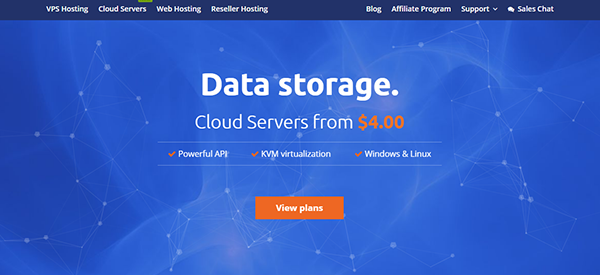 VPS Hosting Cloud Servers Web Hosting Reseller Hosting Blog Affiliate Program Support Sales Chat
Data storage.
Cloud Servers from $4.00
Powerful API KVM virtualization Windows & Linux
View plans